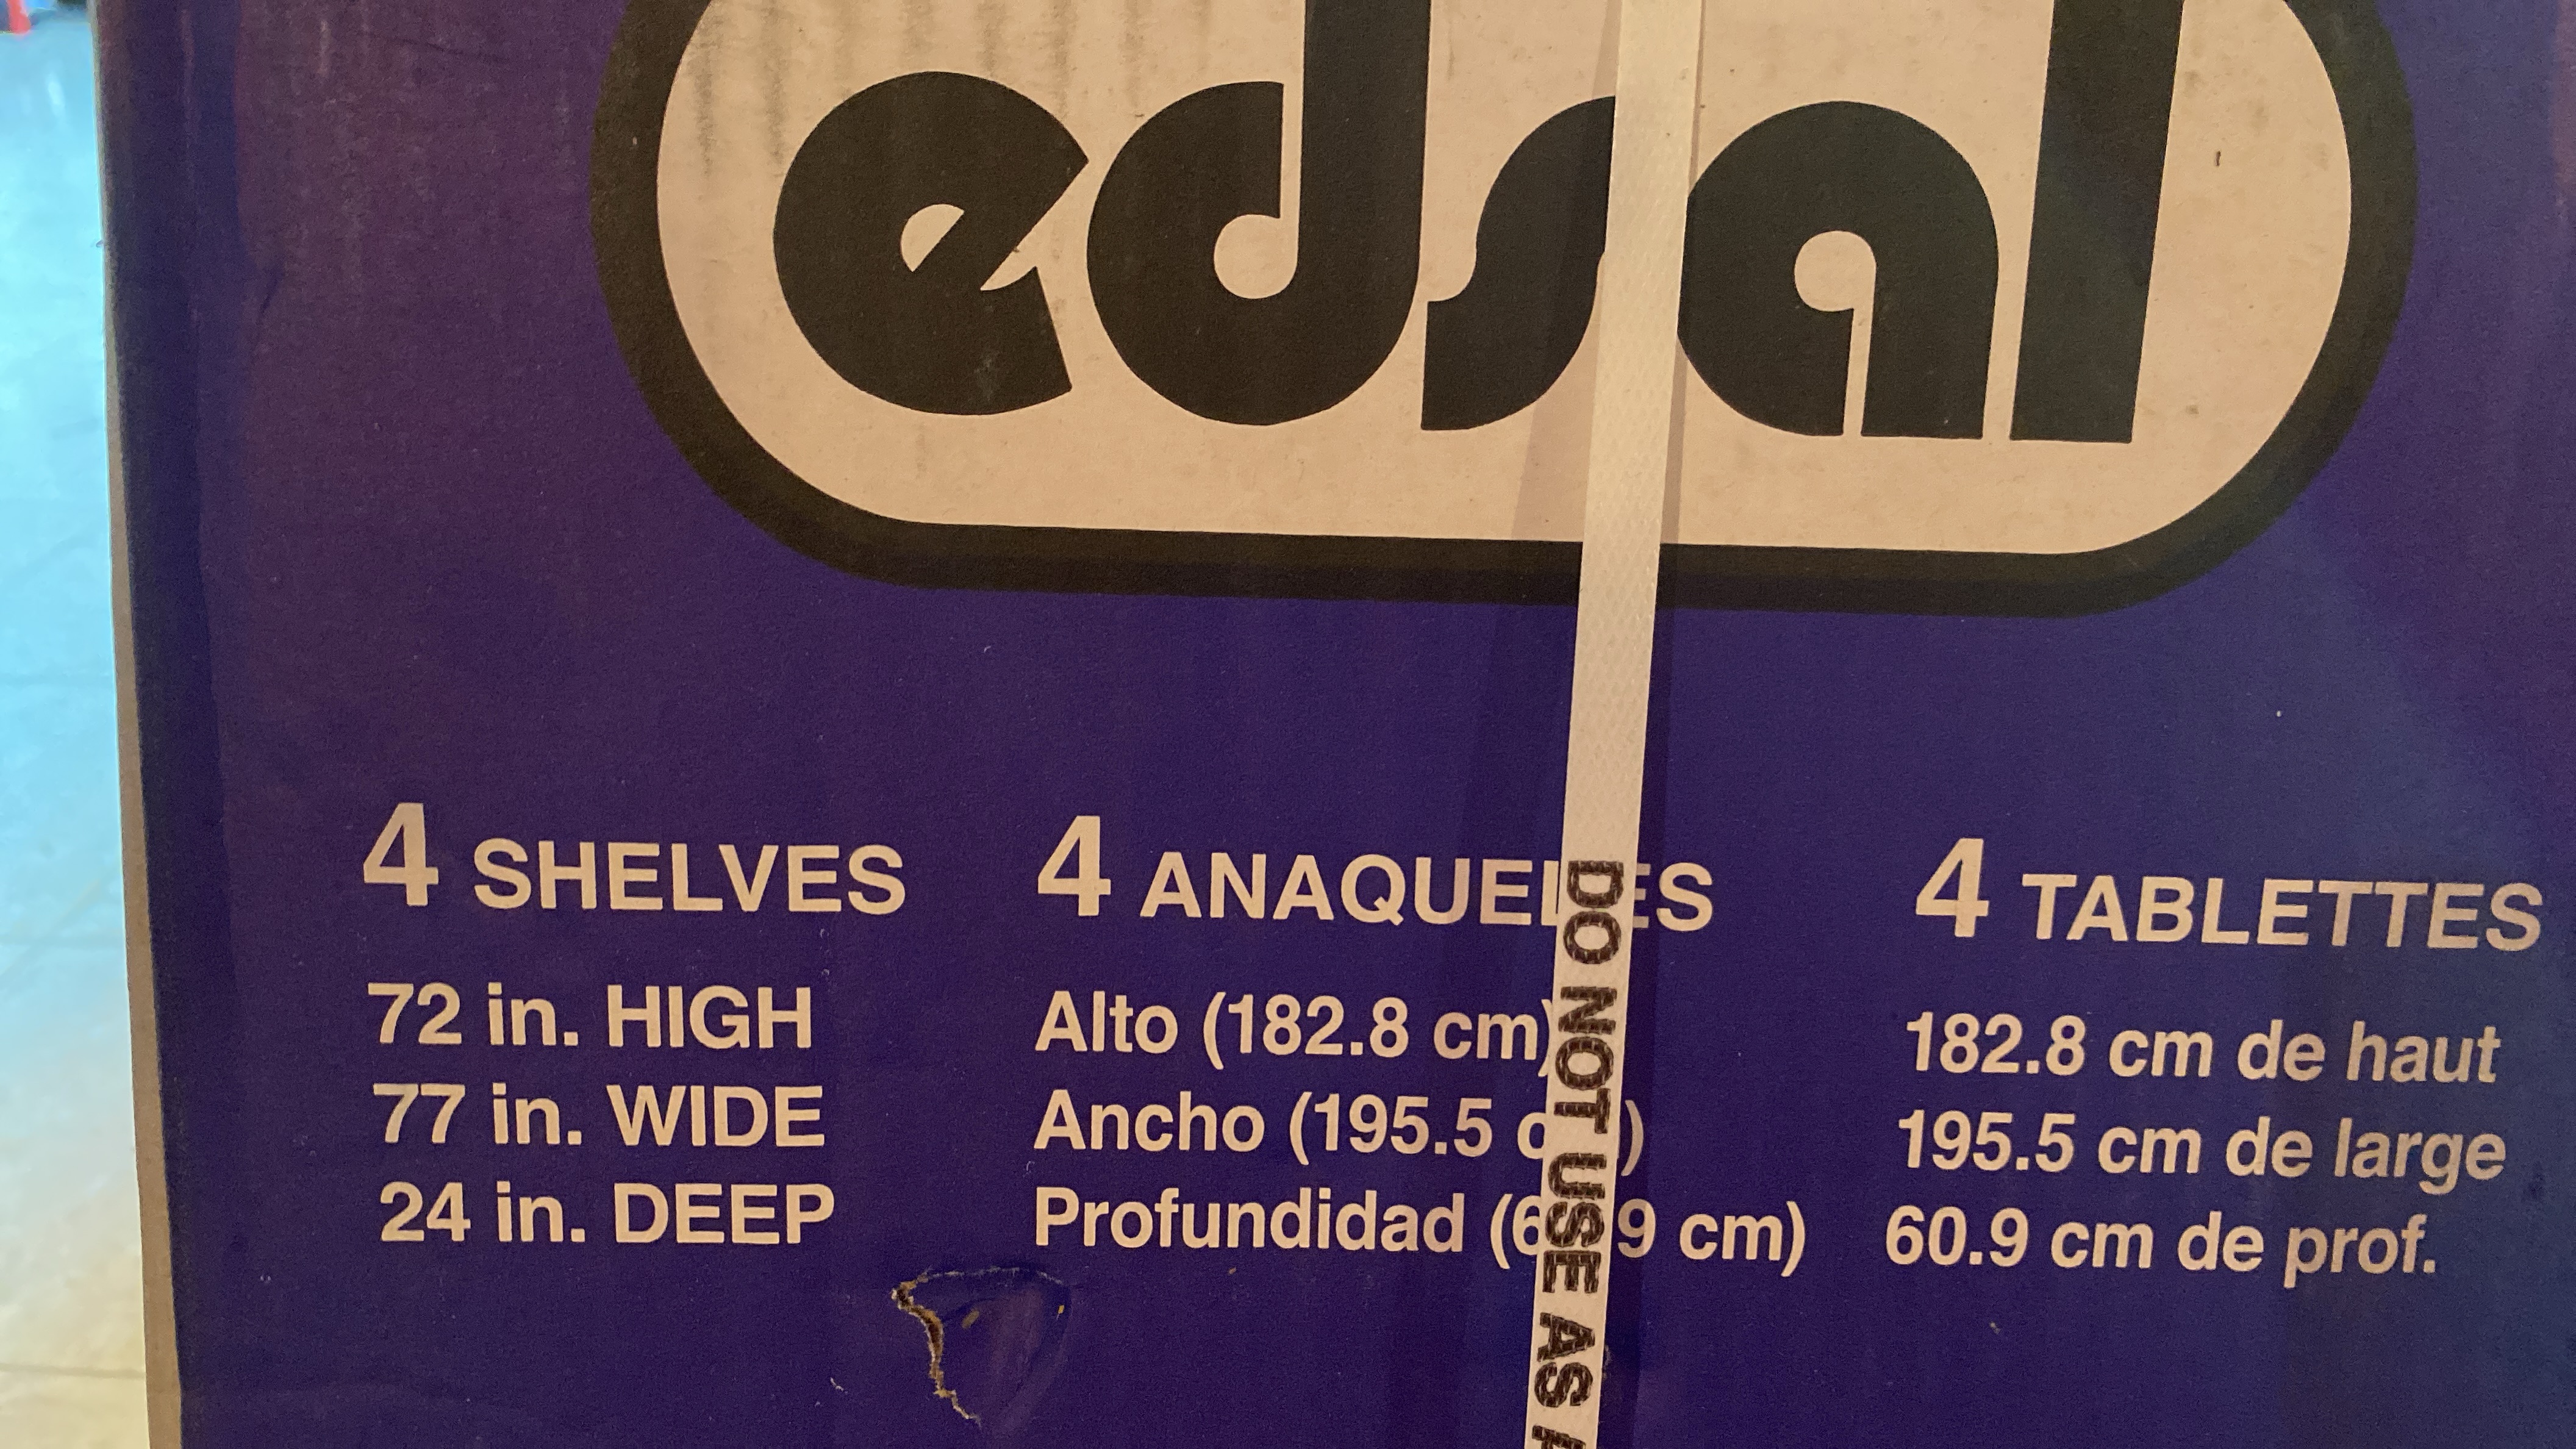 edsal
4 SHELVES
72 in. HIGH
77 in. WIDE
24 in. DEEP
4 ANAQUELES
Alto (182.8 cm)
Ancho (195.5 cm)
Profundidad (60.9 cm)
4 TABLETTES
182.8 cm de haut
195.5 cm de large
60.9 cm de prof.
DO NOT USE AS